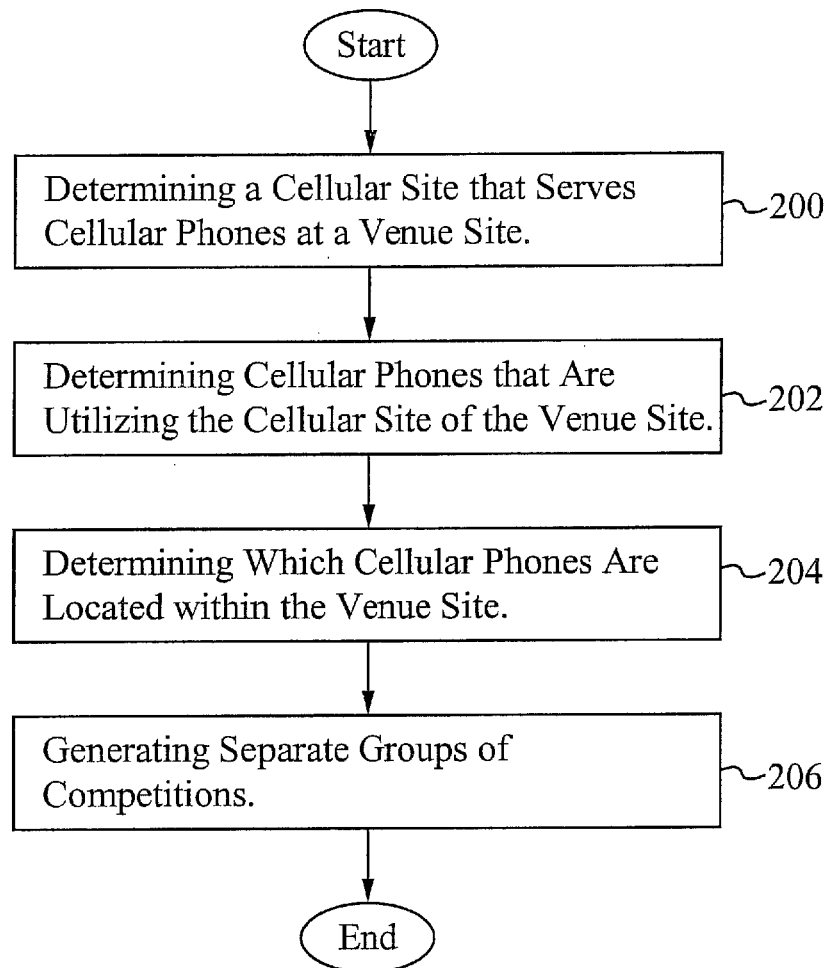 Start
Determining a Cellular Site that Serves
Cellular Phones at a Venue Site.
200
Determining Cellular Phones that Are
Utilizing the Cellular Site of the Venue Site.
202
Determining Which Cellular Phones Are
Located within the Venue Site.
204
Generating Separate Groups of
Competitions.
206
End